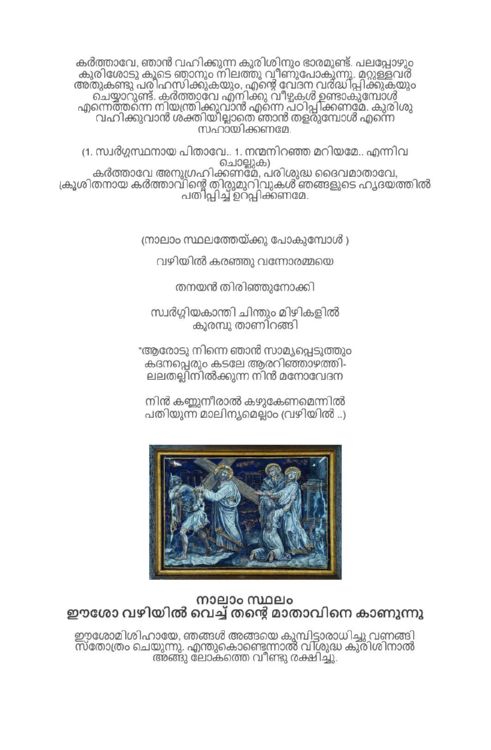 കർത്താവേ, ഞാൻ വഹിക്കുന്ന കുരിശിനും ഭാരമുണ്ട്. പലപ്പോഴും
കുരിശോടു കൂടെ ഞാനും നിലത്തു വീണുപോകുന്നു. മറ്റുള്ളവർ
അതുകണ്ടു പരിഹസിക്കുകയും, എന്റെ വേദന വർദ്ധിപ്പിക്കുകയും
ചെയ്യാറുണ്ട്. കർത്താവേ എനിക്കു വീഴ്ചകൾ ഉണ്ടാകുമ്പോൾ
എന്നെത്തന്നെ നിയന്ത്രിക്കുവാൻ എന്നെ പഠിപ്പിക്കണമേ. കുരിശു
വഹിക്കുവാൻ ശക്തിയില്ലാതെ ഞാൻ തളരുമ്പോൾ എന്നെ
സഹായിക്കണമേ.
(1. സ്വർഗ്ഗസ്ഥനായ പിതാവേ.. 1. നന്മനിറഞ്ഞ മറിയമേ.. എന്നിവ
ചൊല്ലുക)
കർത്താവേ അനുഗ്രഹിക്കണമേ, പരിശുദ്ധ ദൈവമാതാവേ,
ക്രൂശിതനായ കർത്താവിന്റെ തിരുമുറിവുകൾ ഞങ്ങളുടെ ഹൃദയത്തിൽ
പതിപ്പിച്ച് ഉറപ്പിക്കണമേ.
(നാലാം സ്ഥലത്തേയ്ക്കു പോകുമ്പോൾ )
വഴിയിൽ കരഞ്ഞു വന്നോരമ്മയെ
തനയൻ തിരിഞ്ഞുനോക്കി
സ്വർഗ്ഗിയകാന്തി ചിന്തും മിഴികളിൽ
കൂരമ്പു താണിറങ്ങി
"ആരോടു നിന്നെ ഞാൻ സാമ്യപ്പെടുത്തും
കദനപ്പെരും കടലേ ആരറിഞ്ഞാഴത്തി-
ലലതല്ലിനിൽക്കുന്ന നിൻ മനോവേദന
നിൻ കണ്ണുനീരാൽ കഴുകേണമെന്നിൽ
പതിയുന്ന മാലിന്യമെല്ലാം (വഴിയിൽ ..)
നാലാം സ്ഥലം
ഈശോ വഴിയിൽ വെച്ച് തന്റെ മാതാവിനെ കാണുന്നു
ഈശോമിശിഹായേ, ഞങ്ങൾ അങ്ങയെ കുമ്പിട്ടാരാധിച്ചു വണങ്ങി
സ്തോത്രം ചെയുന്നു. എന്തുകൊണ്ടെന്നാൽ വിശുദ്ധ കുരിശിനാൽ
അങ്ങു ലോകത്തെ വീണ്ടു രക്ഷിച്ചു.